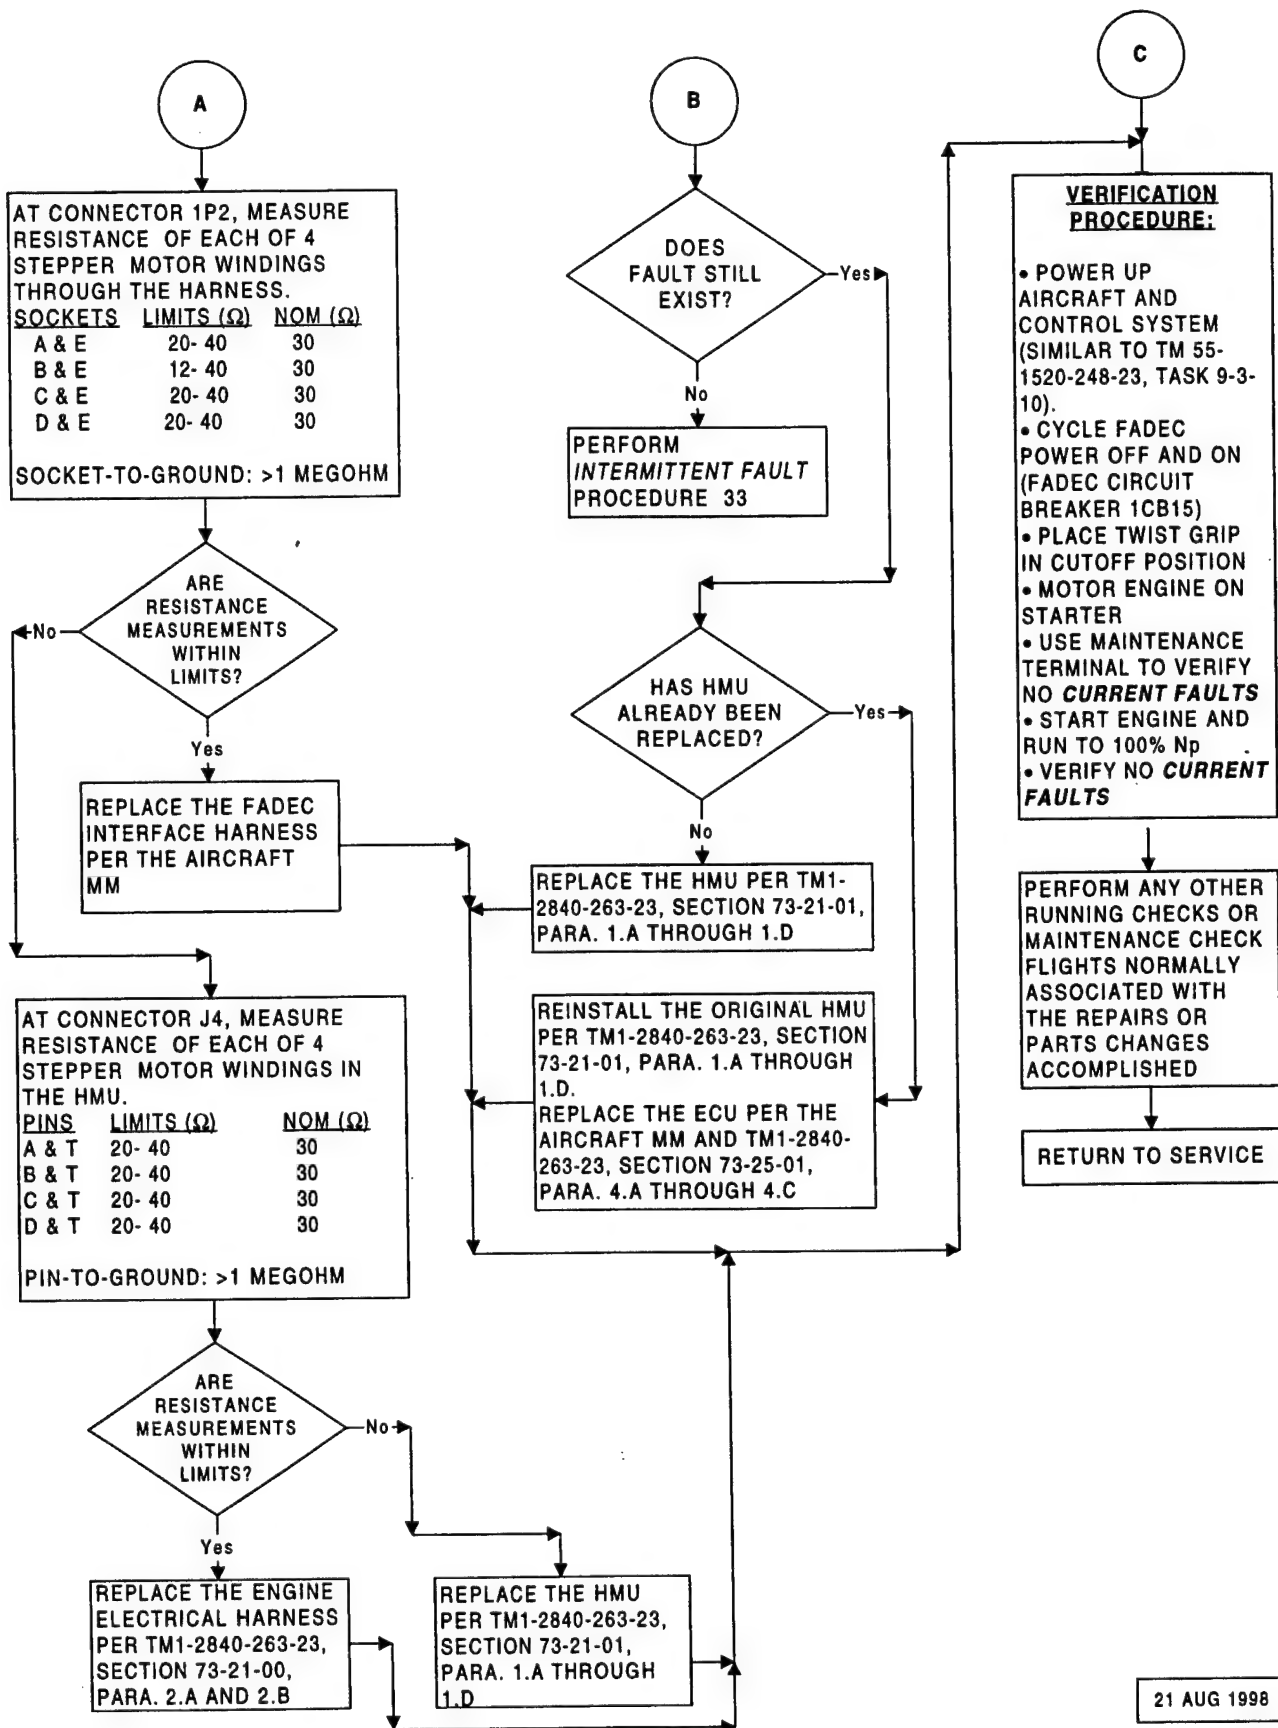 A
AT CONNECTOR 1P2, MEASURE
RESISTANCE OF EACH OF 4
STEPPER MOTOR WINDINGS
THROUGH THE HARNESS.
SOCKETS LIMITS (Ω) NOM (Ω)
A & E 20- 40 30
B & E 12- 40 30
C & E 20- 40 30
D & E 20- 40 30
SOCKET-TO-GROUND: >1 MEGOHM
ARE
RESISTANCE
MEASUREMENTS
WITHIN
LIMITS?
No
Yes
REPLACE THE FADEC
INTERFACE HARNESS
PER THE AIRCRAFT
MM
AT CONNECTOR J4, MEASURE
RESISTANCE OF EACH OF 4
STEPPER MOTOR WINDINGS IN
THE HMU.
PINS LIMITS (Ω) NOM (Ω)
A & T 20- 40 30
B & T 20- 40 30
C & T 20- 40 30
D & T 20- 40 30
PIN-TO-GROUND: >1 MEGOHM
ARE
RESISTANCE
MEASUREMENTS
WITHIN
LIMITS?
No
Yes
REPLACE THE ENGINE
ELECTRICAL HARNESS
PER TM1-2840-263-23,
SECTION 73-21-00,
PARA. 2.A AND 2.B
REPLACE THE HMU
PER TM1-2840-263-23,
SECTION 73-21-01,
PARA. 1.A THROUGH
1.D
B
DOES
FAULT STILL
EXIST?
Yes
No
PERFORM
INTERMITTENT FAULT
PROCEDURE 33
HAS HMU
ALREADY BEEN
REPLACED?
Yes
No
REPLACE THE HMU PER TM1-
2840-263-23, SECTION 73-21-01,
PARA. 1.A THROUGH 1.D
REINSTALL THE ORIGINAL HMU
PER TM1-2840-263-23, SECTION
73-21-01, PARA. 1.A THROUGH
1.D.
REPLACE THE ECU PER THE
AIRCRAFT MM AND TM1-2840-
263-23, SECTION 73-25-01,
PARA. 4.A THROUGH 4.C
C
VERIFICATION
PROCEDURE:
• POWER UP
AIRCRAFT AND
CONTROL SYSTEM
(SIMILAR TO TM 55-
1520-248-23, TASK 9-3-
10).
• CYCLE FADEC
POWER OFF AND ON
(FADEC CIRCUIT
BREAKER 1CB15)
• PLACE TWIST GRIP
IN CUTOFF POSITION
• MOTOR ENGINE ON
STARTER
• USE MAINTENANCE
TERMINAL TO VERIFY
NO CURRENT FAULTS
• START ENGINE AND
RUN TO 100% Np
• VERIFY NO CURRENT
FAULTS
PERFORM ANY OTHER
RUNNING CHECKS OR
MAINTENANCE CHECK
FLIGHTS NORMALLY
ASSOCIATED WITH
THE REPAIRS OR
PARTS CHANGES
ACCOMPLISHED
RETURN TO SERVICE
21 AUG 1998